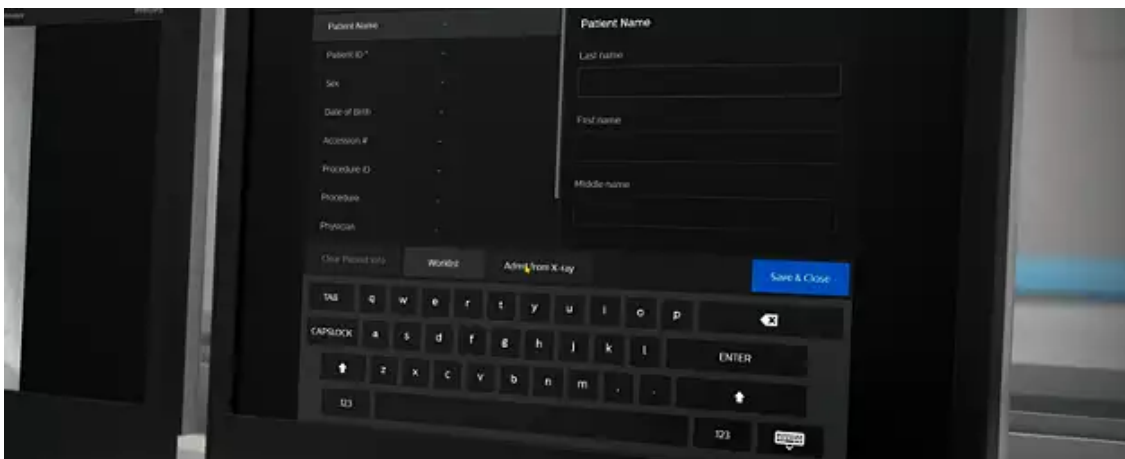 Patient Name -
Patient ID * -
Sex -
Date of Birth -
Accession # -
Procedure ID -
Procedure -
Physician -
Patient Name
Last name
First name
Middle name
Clear Patient Info
Worklist
Admit from X-ray
Save & Close
TAB q w e r t y u i o p
CAPSLOCK a s d f g h j k l ENTER
z x c v b n m , .
123 123